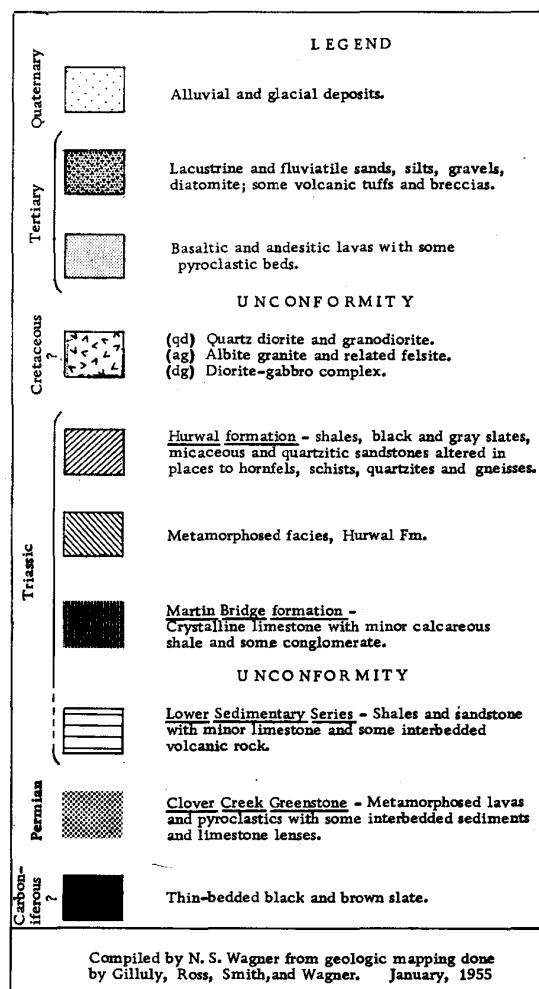 LEGEND
Quaternary
Alluvial and glacial deposits.
Tertiary
Lacustrine and fluviatile sands, silts, gravels,
diatomite; some volcanic tuffs and breccias.
Basaltic and andesitic lavas with some
pyroclastic beds.
UNCONFORMITY
Cretaceous
?
(qd) Quartz diorite and granodiorite.
(ag) Albite granite and related felsite.
(dg) Diorite-gabbro complex.
Triassic
Hurwal formation - shales, black and gray slates,
micaceous and quartzitic sandstones altered in
places to hornfels, schists, quartzites and gneisses.
Metamorphosed facies, Hurwal Fm.
Martin Bridge formation -
Crystalline limestone with minor calcareous
shale and some conglomerate.
UNCONFORMITY
Lower Sedimentary Series - Shales and sandstone
with minor limestone and some interbedded
volcanic rock.
Permian
Clover Creek Greenstone - Metamorphosed lavas
and pyroclastics with some interbedded sediments
and limestone lenses.
Carbon-
iferous
?
Thin-bedded black and brown slate.
Compiled by N. S. Wagner from geologic mapping done
by Gilluly, Ross, Smith, and Wagner. January, 1955